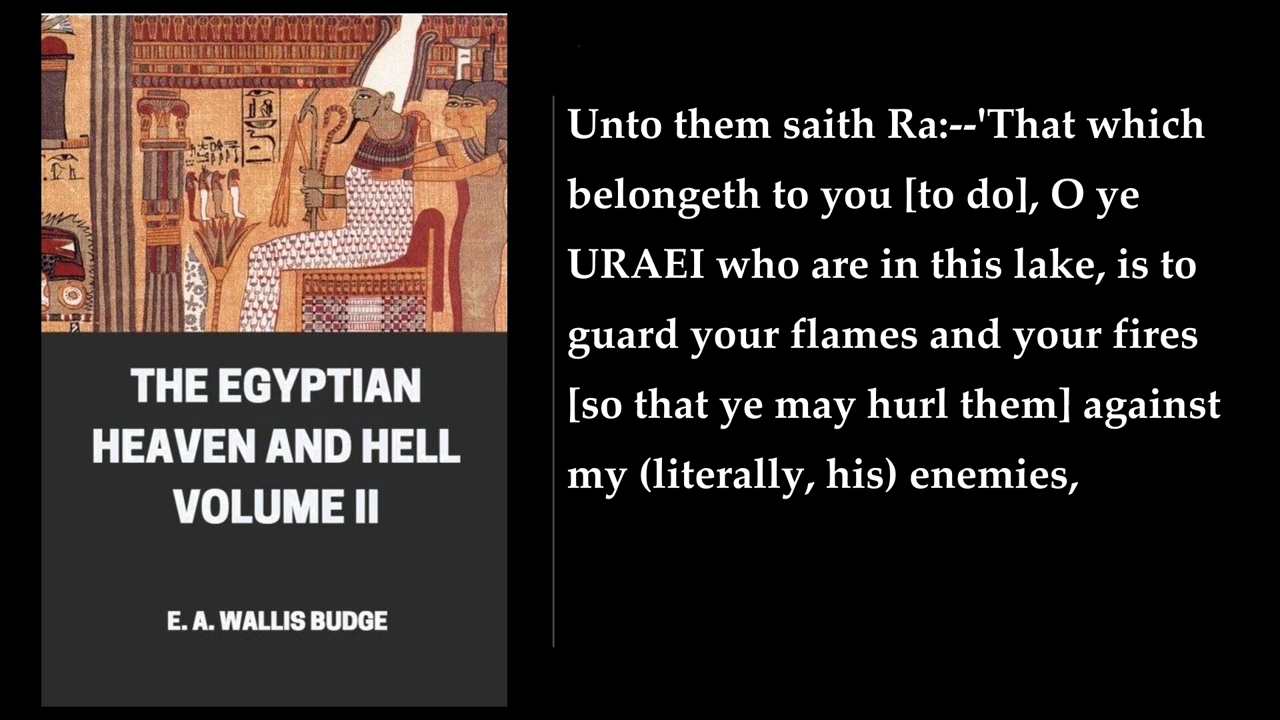 THE EGYPTIAN
HEAVEN AND HELL
VOLUME II
E. A. WALLIS BUDGE
Unto them saith Ra:--'That which
belongeth to you [to do], O ye
URAEI who are in this lake, is to
guard your flames and your fires
[so that ye may hurl them] against
my (literally, his) enemies,